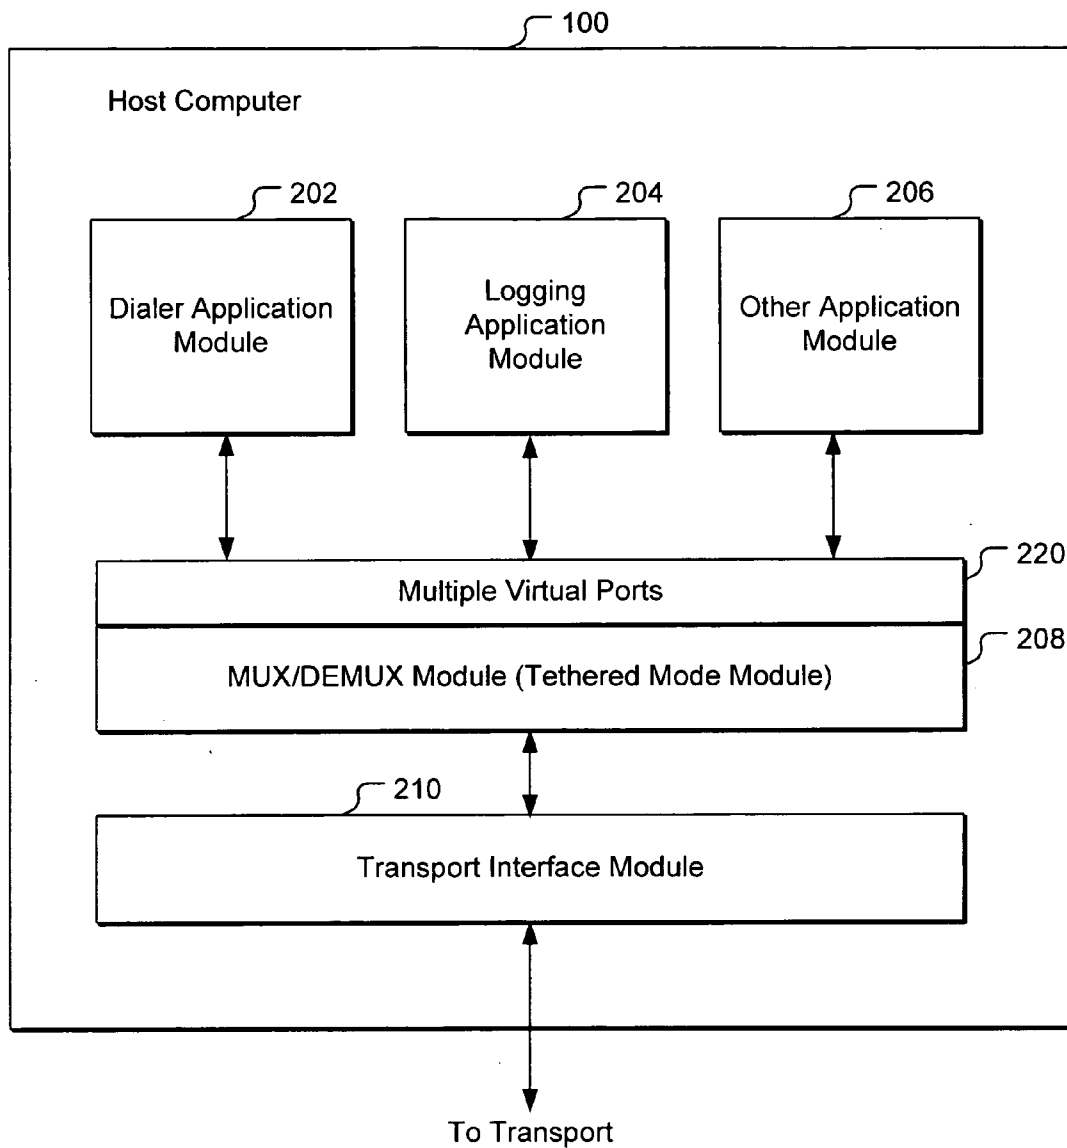 100
Host Computer
202
204
206
Dialer Application
Module
Logging
Application
Module
Other Application
Module
220
Multiple Virtual Ports
208
MUX/DEMUX Module (Tethered Mode Module)
210
Transport Interface Module
To Transport